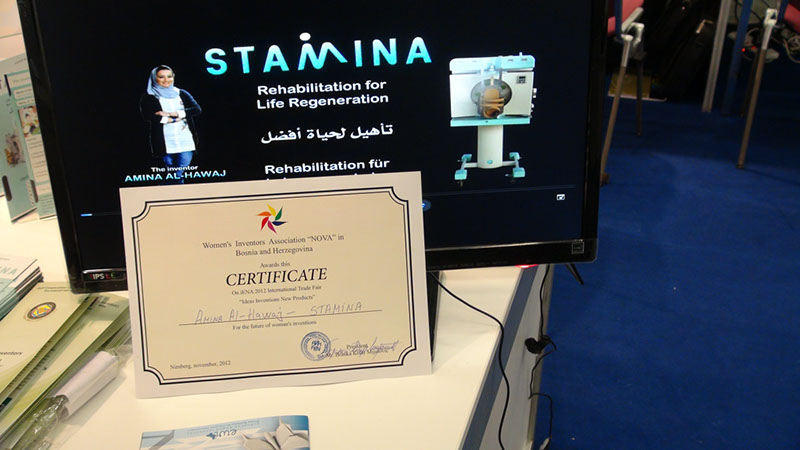 STAMINA
Rehabilitation for
Life Regeneration
تأهيل لحياة أفضل
Rehabilitation für
The inventor
AMINA AL-HAWAJ
IPS
Women's Inventors Association "NOVA" in
Bosnia and Herzegovina
Awards this
CERTIFICATE
On iENA 2012 International Trade Fair
"Ideas Inventions New Products"
AMINA AL-HAWAJ - STAMINA
For the future of woman's inventions
President
Nirnberg, november, 2012